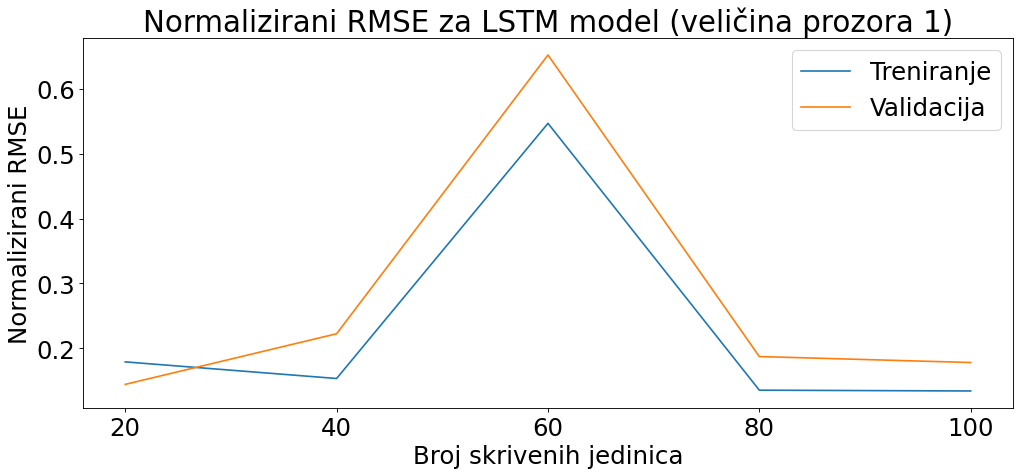 Normalizirani RMSE za LSTM model (veličina prozora 1)
Treniranje
Validacija
Normalizirani RMSE
0.6
0.5
0.4
0.3
0.2
20 40 60 80 100
Broj skrivenih jedinica